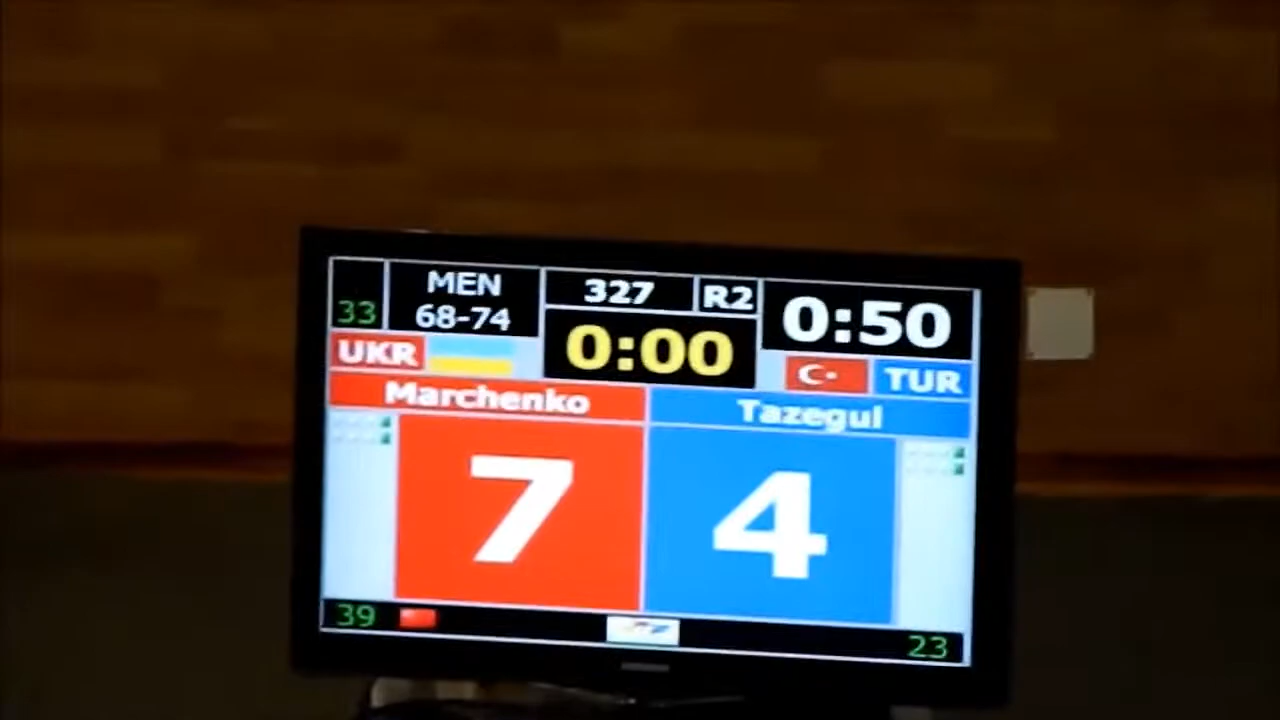 33 MEN 327 R2 0:50
68-74 0:00
UKR TUR
Marchenko Tazegul
7 4
39 23